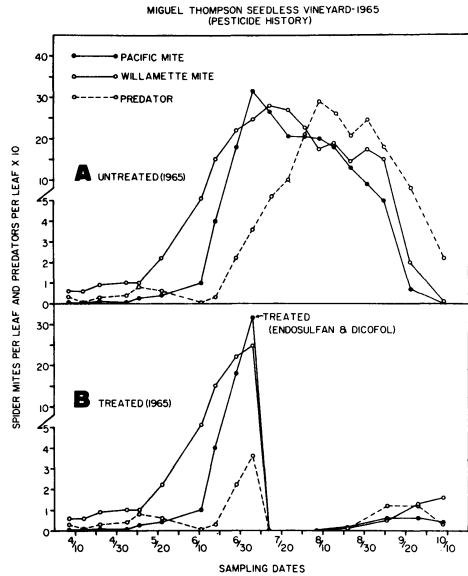 MIGUEL THOMPSON SEEDLESS VINEYARD-1965
(PESTICIDE HISTORY)
SPIDER MITES PER LEAF AND PREDATORS PER LEAF X 10
40
30
20
10
5
4
3
2
1
0
PACIFIC MITE
WILLAMETTE MITE
PREDATOR
A UNTREATED (1965)
30
20
10
5
4
3
2
1
0
TREATED
(ENDOSULFAN & DICOFOL)
B TREATED (1965)
4/10 4/30 5/20 6/10 6/30 7/20 8/10 8/30 9/20 10/10
SAMPLING DATES